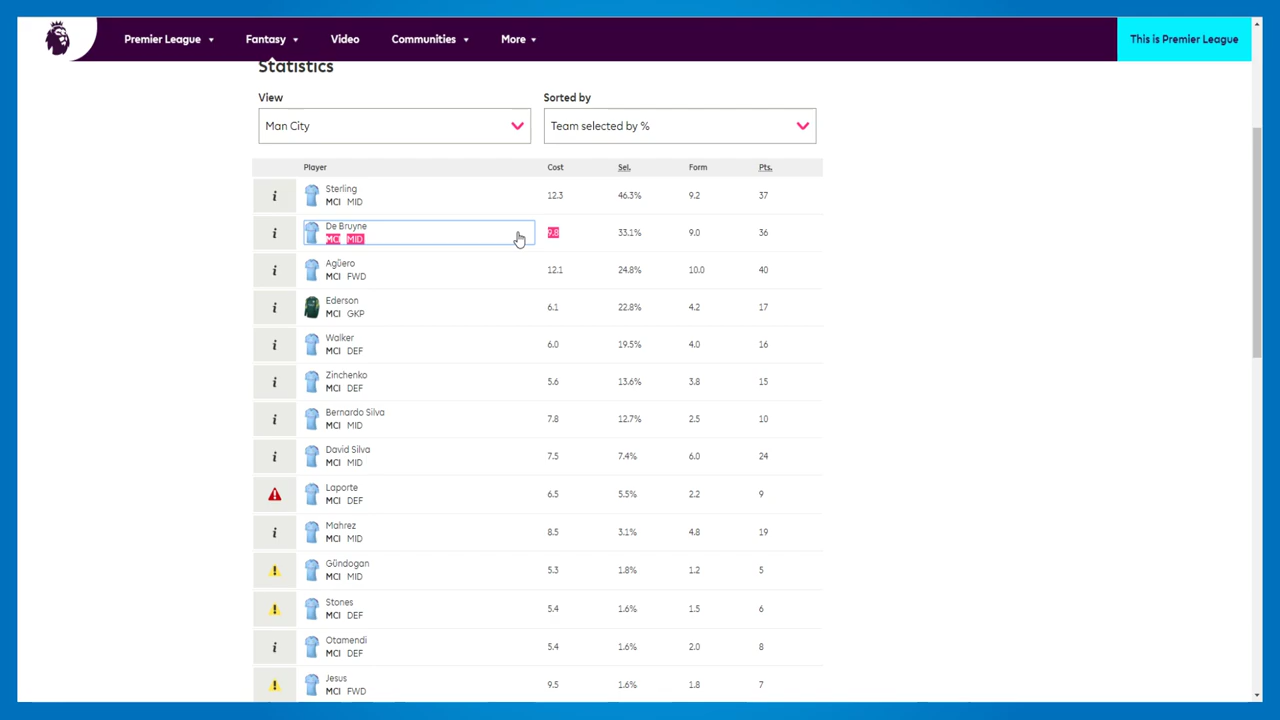 Premier League Fantasy Video Communities More This is Premier League
Statistics
View Sorted by
Man City Team selected by %
Player Cost Sel. Form Pts.
i Sterling 12.3 46.3% 9.2 37
MCI MID
i De Bruyne 9.8 33.1% 9.0 36
MCI MID
i Agüero 12.1 24.8% 10.0 40
MCI FWD
i Ederson 6.1 22.8% 4.2 17
MCI GKP
i Walker 6.0 19.5% 4.0 16
MCI DEF
i Zinchenko 5.6 13.6% 3.8 15
MCI DEF
i Bernardo Silva 7.8 12.7% 2.5 10
MCI MID
i David Silva 7.5 7.4% 6.0 24
MCI MID
Laporte 6.5 5.5% 2.2 9
MCI DEF
i Mahrez 8.5 3.1% 4.8 19
MCI MID
Gündogan 5.3 1.8% 1.2 5
MCI MID
Stones 5.4 1.6% 1.5 6
MCI DEF
i Otamendi 5.4 1.6% 2.0 8
MCI DEF
Jesus 9.5 1.6% 1.8 7
MCI FWD